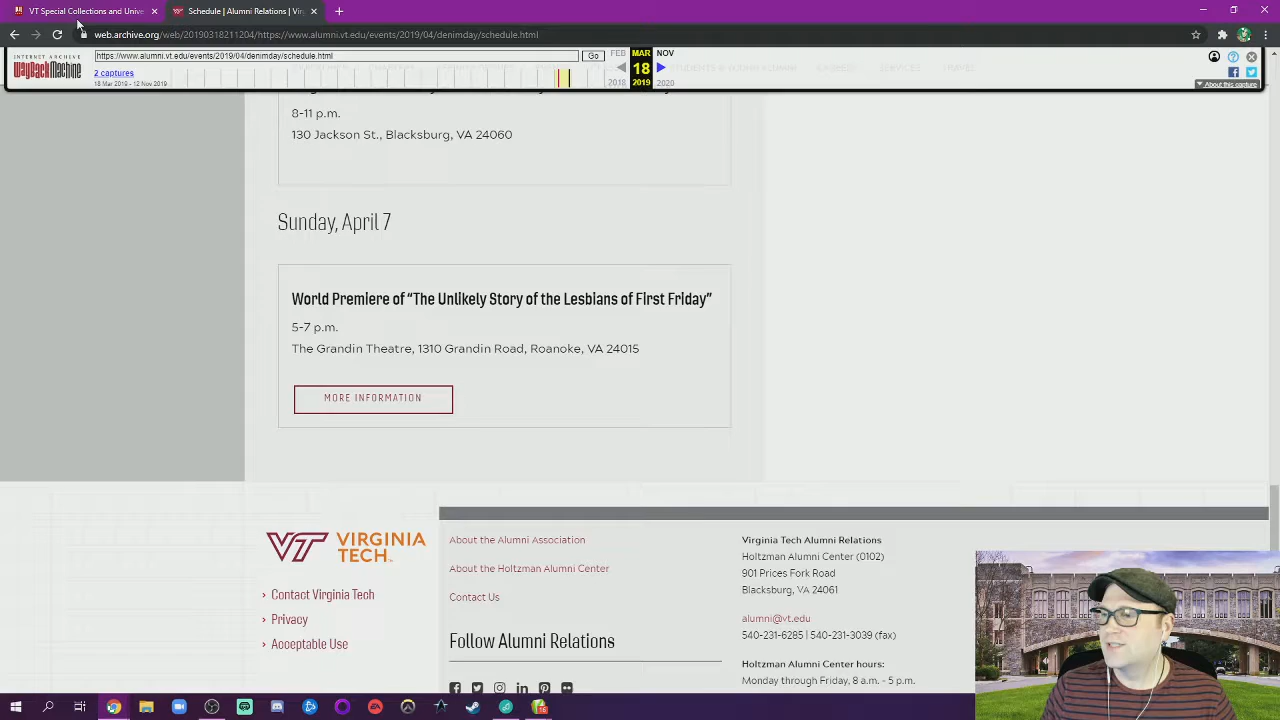 VT Special Collections and Unive
Schedule | Alumni Relations | Vir
web.archive.org/web/20190318211204/https://www.alumni.vt.edu/events/2019/04/denimday/schedule.html
INTERNET ARCHIVE
WayBackMachine
https://www.alumni.vt.edu/events/2019/04/denimday/schedule.html
Go
FEB
MAR
NOV
2 captures
18
18 Mar 2019 - 12 Nov 2019
2018
2019
2020
About this capture
STUDENTS & YOUNG ALUMNI
CAREERS
SERVICES
TRAVEL
8-11 p.m.
130 Jackson St., Blacksburg, VA 24060
Sunday, April 7
World Premiere of “The Unlikely Story of the Lesbians of First Friday”
5-7 p.m.
The Grandin Theatre, 1310 Grandin Road, Roanoke, VA 24015
MORE INFORMATION
VT VIRGINIA TECH
Contact Virginia Tech
Privacy
Acceptable Use
About the Alumni Association
About the Holtzman Alumni Center
Contact Us
Follow Alumni Relations
Virginia Tech Alumni Relations
Holtzman Alumni Center (0102)
901 Prices Fork Road
Blacksburg, VA 24061
alumni@vt.edu
540-231-6285 | 540-231-3039 (fax)
Holtzman Alumni Center hours:
Monday through Friday, 8 a.m. - 5 p.m.